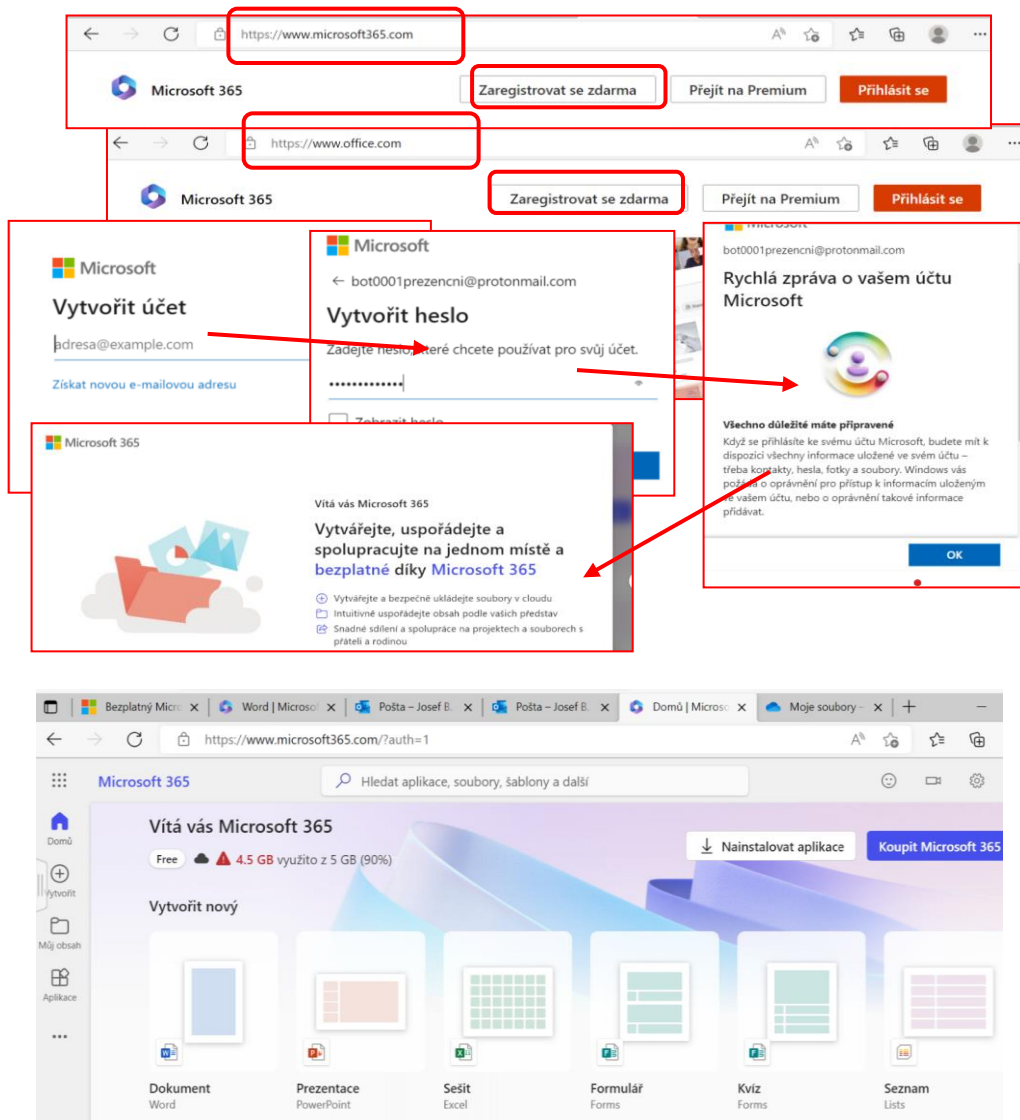 https://www.microsoft365.com
Microsoft 365
Zaregistrovat se zdarma
Přejít na Premium
Přihlásit se
https://www.office.com
Microsoft 365
Zaregistrovat se zdarma
Přejít na Premium
Přihlásit se
Microsoft
Vytvořit účet
adresa@example.com
Získat novou e-mailovou adresu
Microsoft
← bot0001prezencni@protonmail.com
Vytvořit heslo
Zadejte heslo, které chcete používat pro svůj účet.
•••••••••••••
Zobrazit heslo
Microsoft
bot0001prezencni@protonmail.com
Rychlá zpráva o vašem účtu
Microsoft
Všechno důležité máte připravené
Když se přihlásíte ke svému účtu Microsoft, budete mít k
dispozici všechny informace uložené ve svém účtu –
třeba kontakty, hesla, fotky a soubory. Windows vás
požádá o oprávnění pro přístup k informacím uloženým
ve vašem účtu, nebo o oprávnění takové informace
přidávat.
OK
Microsoft 365
Vítá vás Microsoft 365
Vytvářejte, uspořádejte a
spolupracujte na jednom místě a
bezplatné díky Microsoft 365
Vytvářejte a bezpečně ukládejte soubory v cloudu
Intuitivně uspořádejte obsah podle vašich představ
Snadné sdílení a spolupráce na projektech a souborech s
přáteli a rodinou
Bezplatný Micro
Word | Microsof
Pošta – Josef B.
Pošta – Josef B.
Domů | Microso
Moje soubory –
https://www.microsoft365.com/?auth=1
Microsoft 365
Hledat aplikace, soubory, šablony a další
Domů
Vytvořit
Můj obsah
Aplikace
Vítá vás Microsoft 365
Free 4.5 GB využito z 5 GB (90%)
Nainstalovat aplikace
Koupit Microsoft 365
Vytvořit nový
Dokument
Word
Prezentace
PowerPoint
Sešit
Excel
Formulář
Forms
Kvíz
Forms
Seznam
Lists